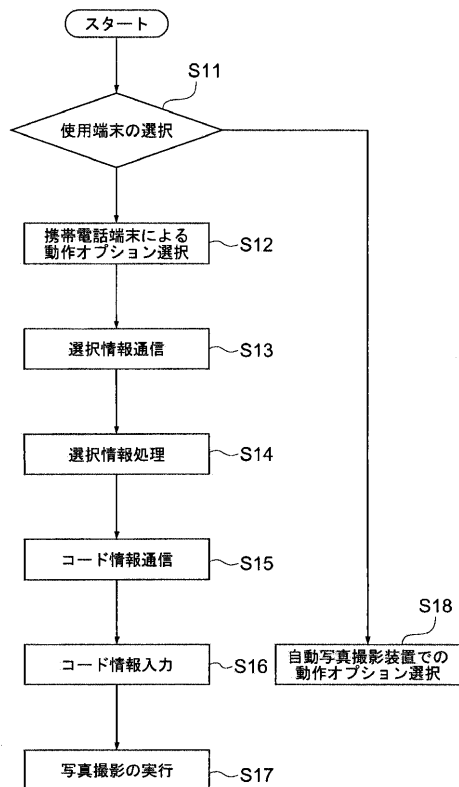 スタート
S11
使用端末の選択
携帯電話端末による
動作オプション選択
S12
選択情報通信
S13
選択情報処理
S14
コード情報通信
S15
コード情報入力
S16
S18
自動写真撮影装置での
動作オプション選択
写真撮影の実行
S17